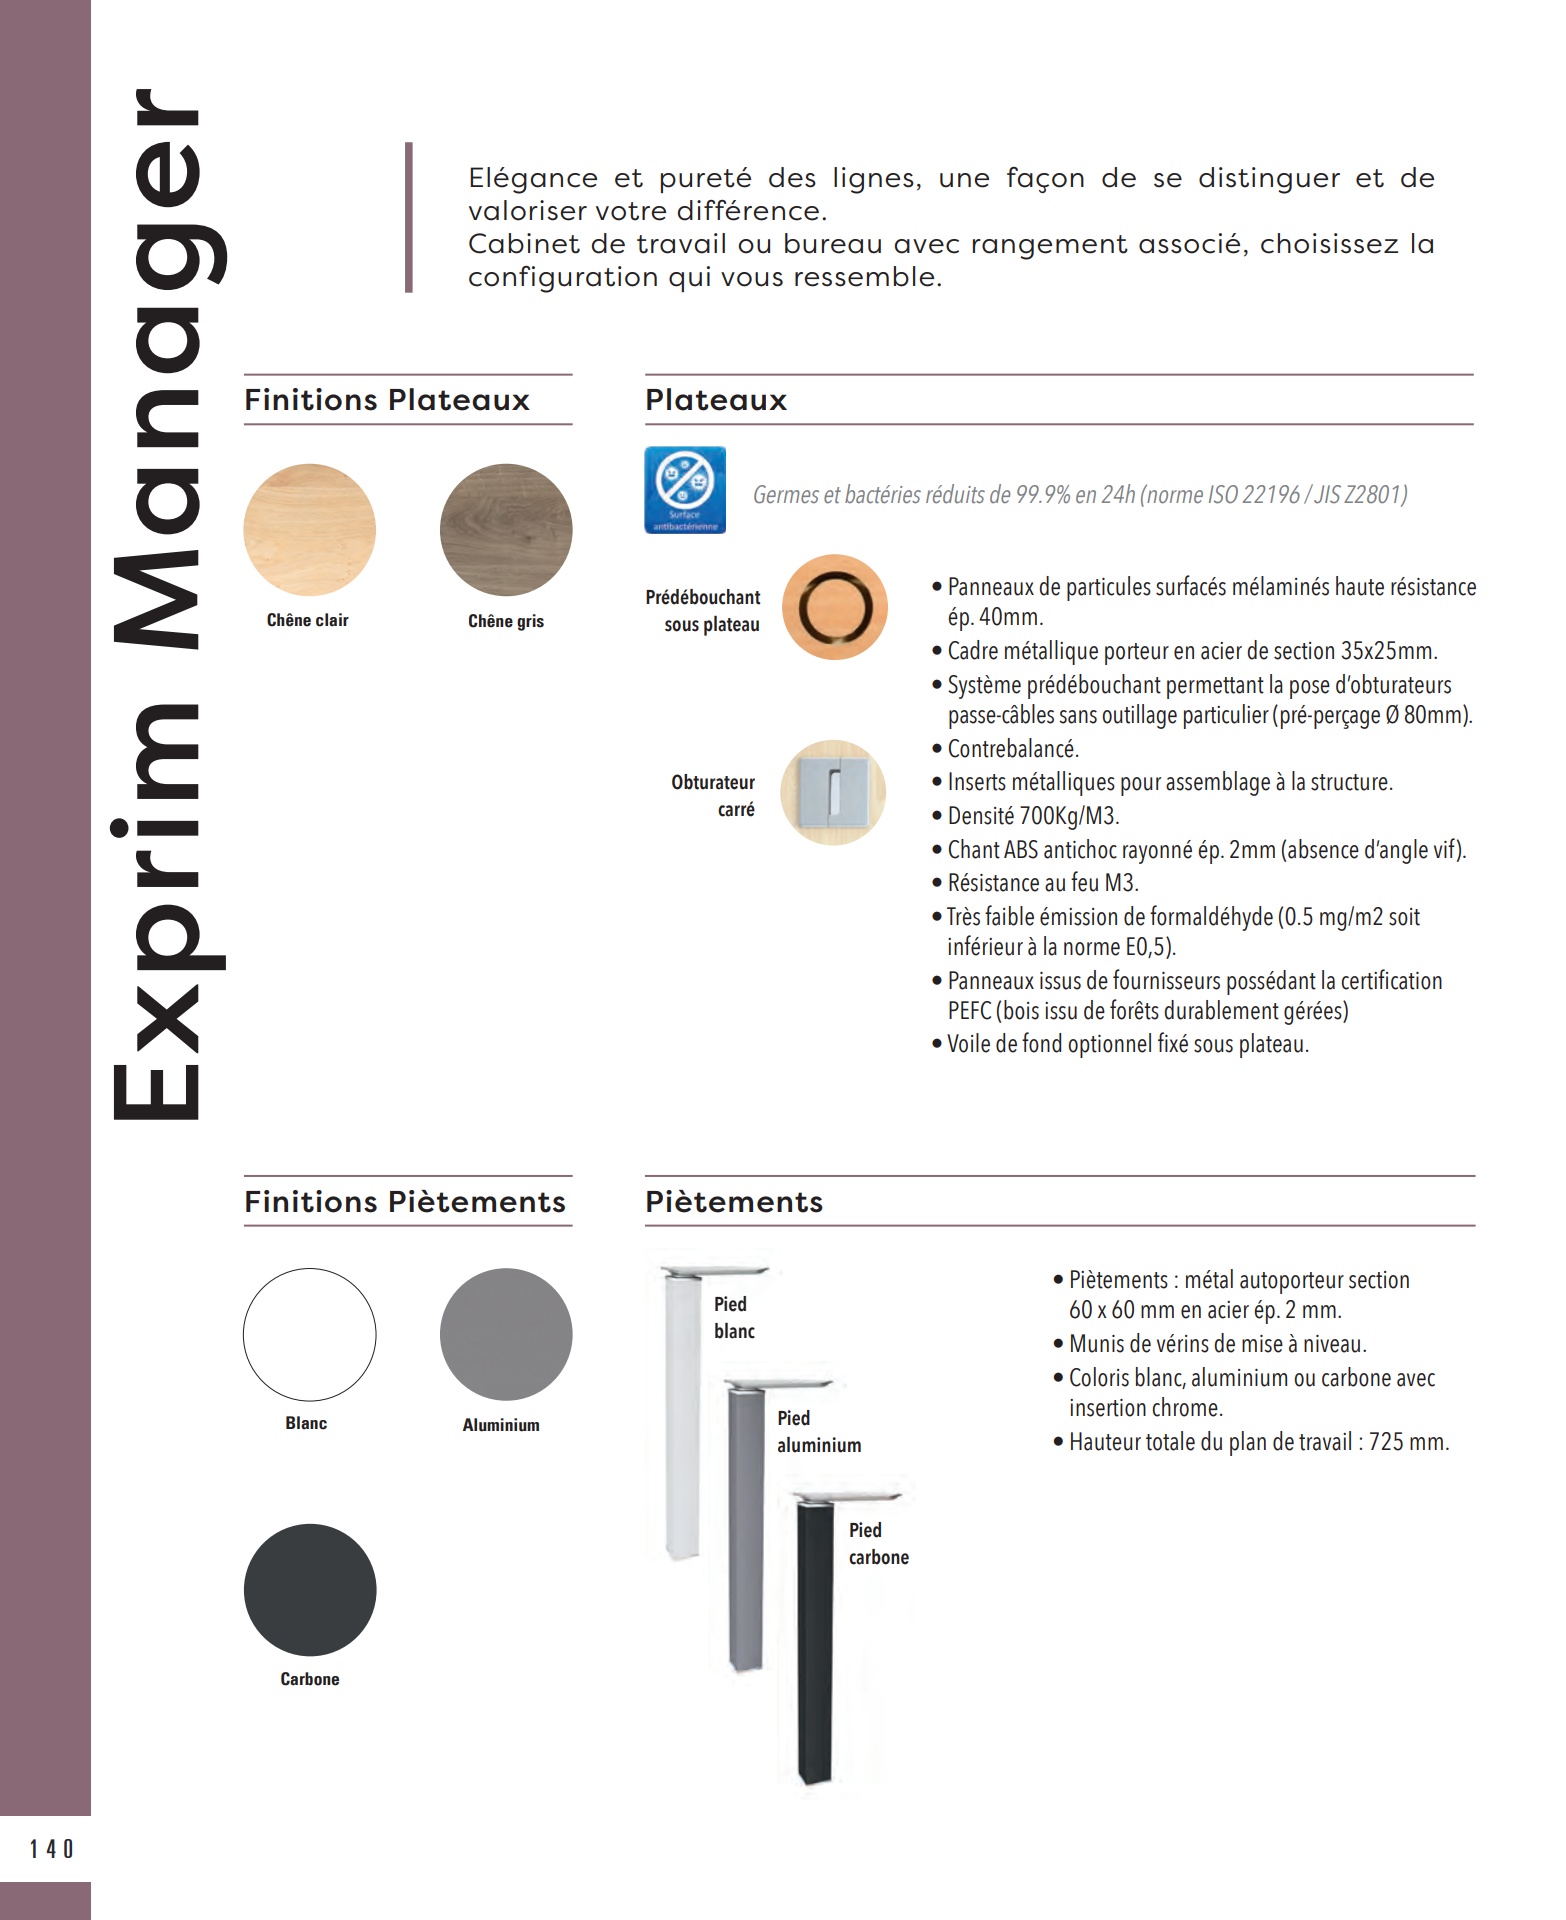 Exprim Manager
Elégance et pureté des lignes, une façon de se distinguer et de
valoriser votre différence.
Cabinet de travail ou bureau avec rangement associé, choisissez la
configuration qui vous ressemble.
Finitions Plateaux
Chêne clair
Chêne gris
Plateaux
Surface
antibactérienne
Germes et bactéries réduits de 99.9% en 24h (norme ISO 22196 / JIS Z2801)
Prédébouchant
sous plateau
Obturateur
carré
• Panneaux de particules surfacés mélaminés haute résistance
ép. 40mm.
• Cadre métallique porteur en acier de section 35x25mm.
• Système prédébouchant permettant la pose d’obturateurs
passe-câbles sans outillage particulier (pré-perçage Ø 80mm).
• Contrebalancé.
• Inserts métalliques pour assemblage à la structure.
• Densité 700Kg/M3.
• Chant ABS antichoc rayonné ép. 2mm (absence d’angle vif).
• Résistance au feu M3.
• Très faible émission de formaldéhyde (0.5 mg/m2 soit
inférieur à la norme E0,5).
• Panneaux issus de fournisseurs possédant la certification
PEFC (bois issu de forêts durablement gérées)
• Voile de fond optionnel fixé sous plateau.
Finitions Piètements
Blanc
Aluminium
Carbone
Piètements
Pied
blanc
Pied
aluminium
Pied
carbone
• Piètements : métal autoporteur section
60 x 60 mm en acier ép. 2 mm.
• Munis de vérins de mise à niveau.
• Coloris blanc, aluminium ou carbone avec
insertion chrome.
• Hauteur totale du plan de travail : 725 mm.
140